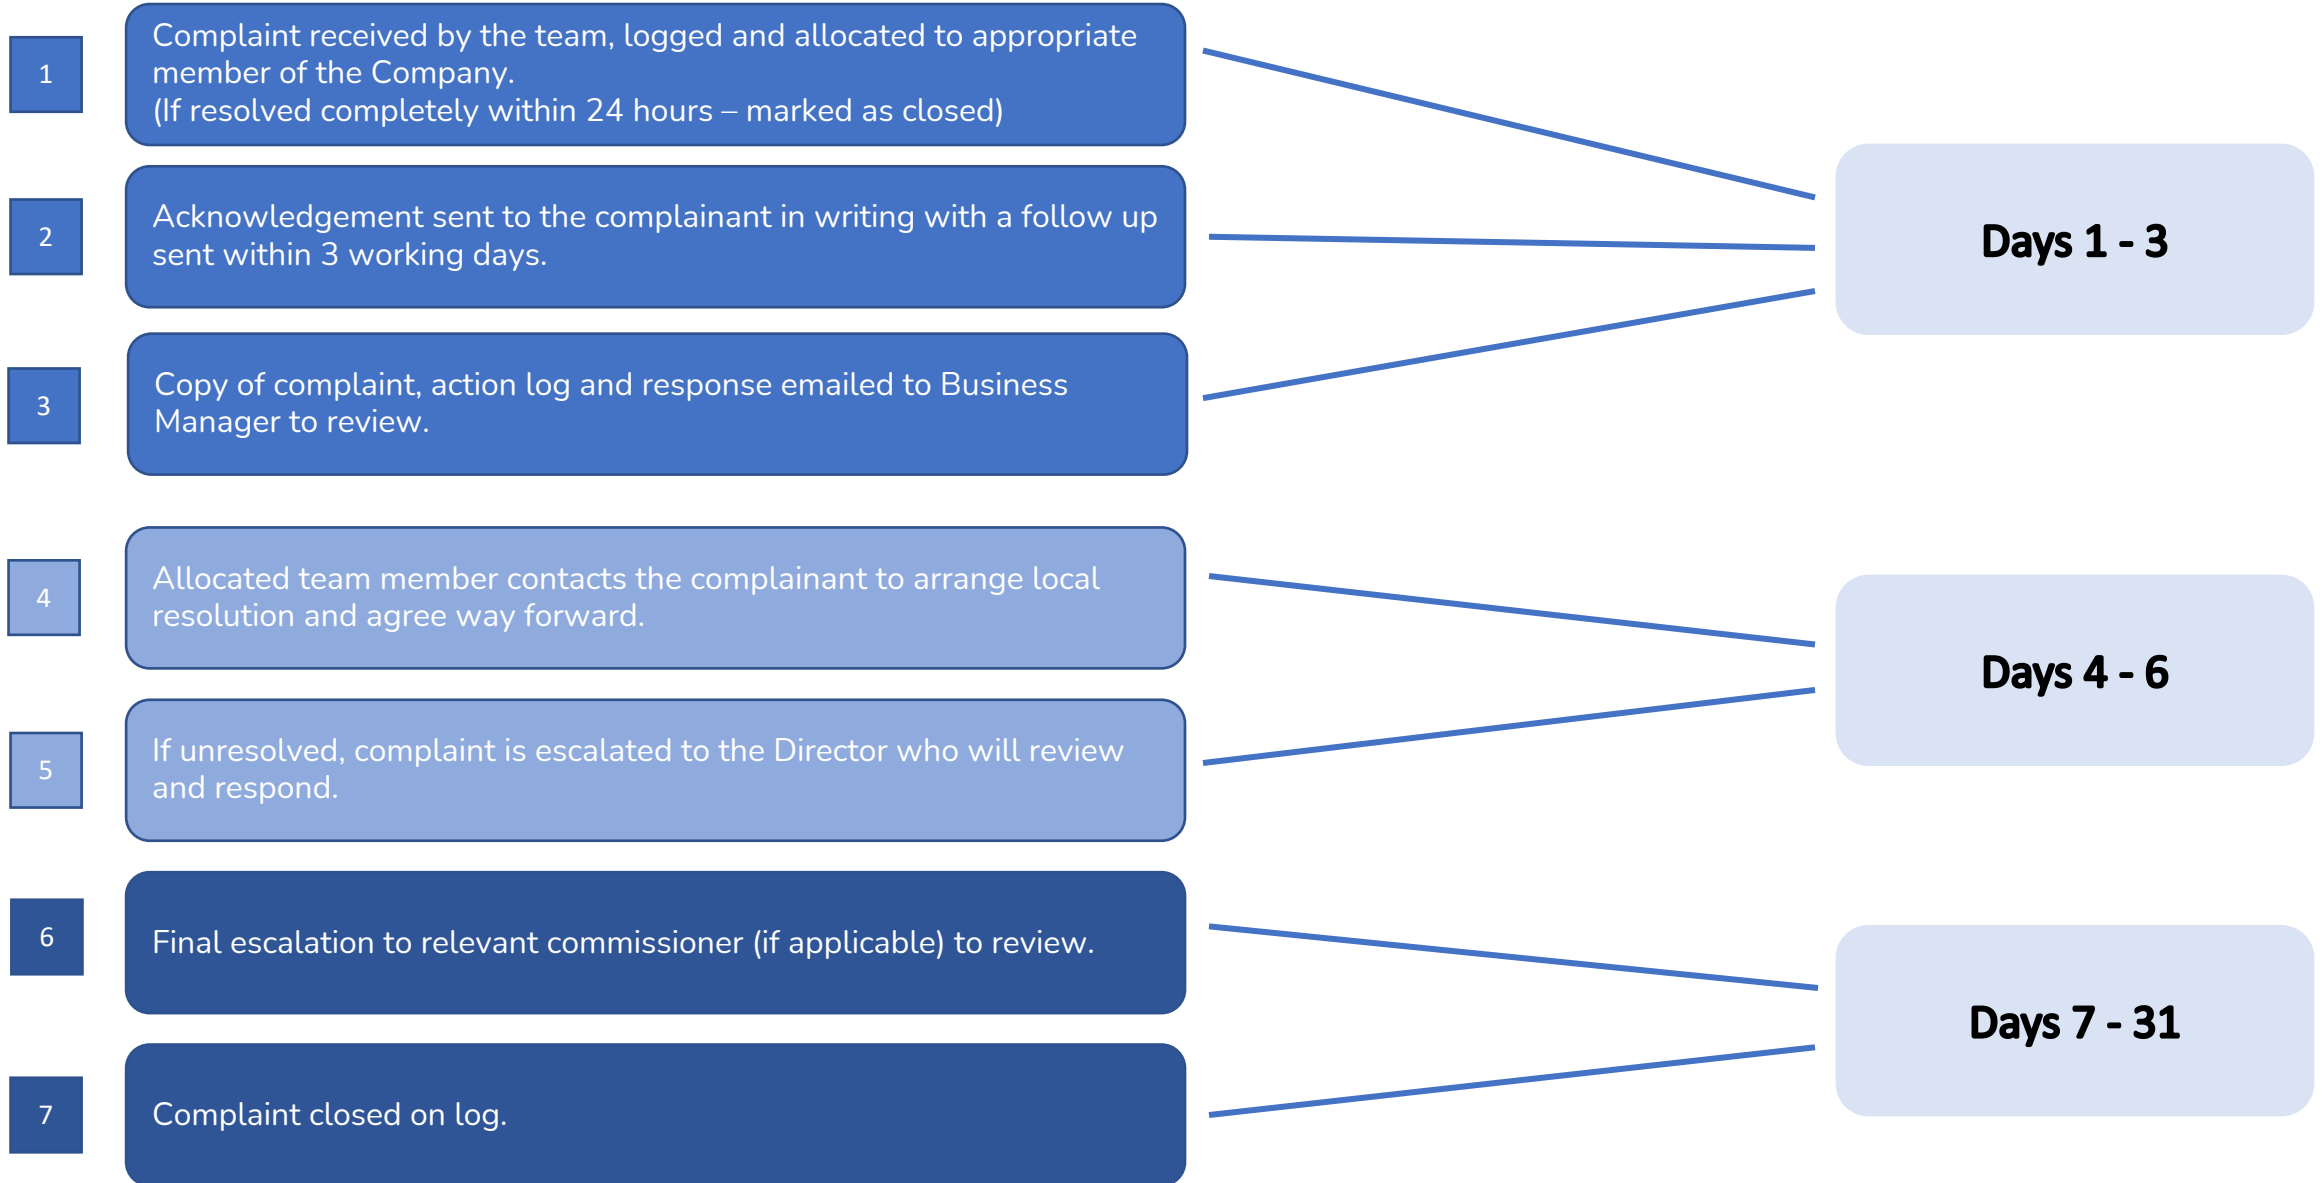 1
Complaint received by the team, logged and allocated to appropriate
member of the Company.
(If resolved completely within 24 hours – marked as closed)
2
Acknowledgement sent to the complainant in writing with a follow up
sent within 3 working days.
3
Copy of complaint, action log and response emailed to Business
Manager to review.
Days 1 - 3
4
Allocated team member contacts the complainant to arrange local
resolution and agree way forward.
5
If unresolved, complaint is escalated to the Director who will review
and respond.
Days 4 - 6
6
Final escalation to relevant commissioner (if applicable) to review.
7
Complaint closed on log.
Days 7 - 31